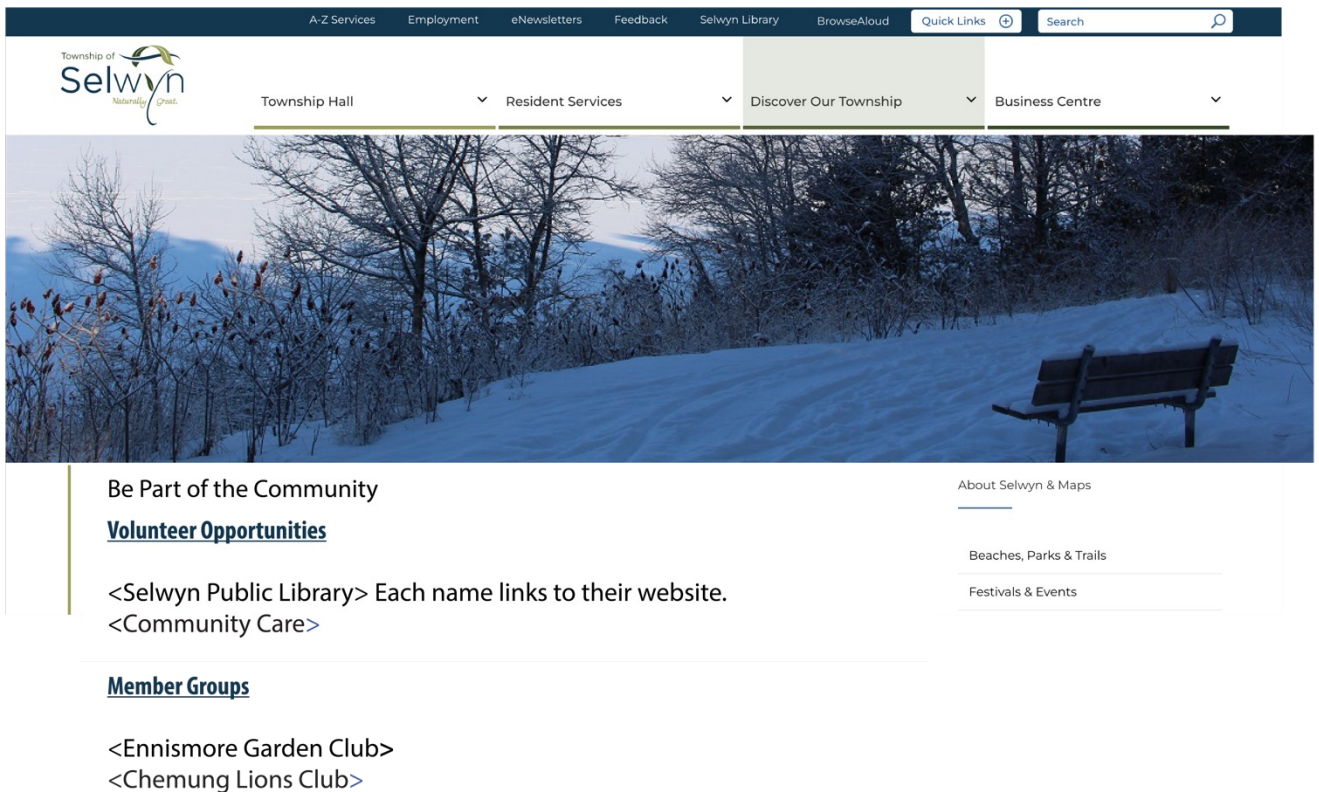 A-Z Services Employment eNewsletters Feedback Selwyn Library BrowseAloud Quick Links Search
Township of
Selwyn
Naturally Great.
Township Hall Resident Services Discover Our Township Business Centre
Be Part of the Community
Volunteer Opportunities
<Selwyn Public Library> Each name links to their website.
<Community Care>
Member Groups
<Ennismore Garden Club>
<Chemung Lions Club>
About Selwyn & Maps
Beaches, Parks & Trails
Festivals & Events